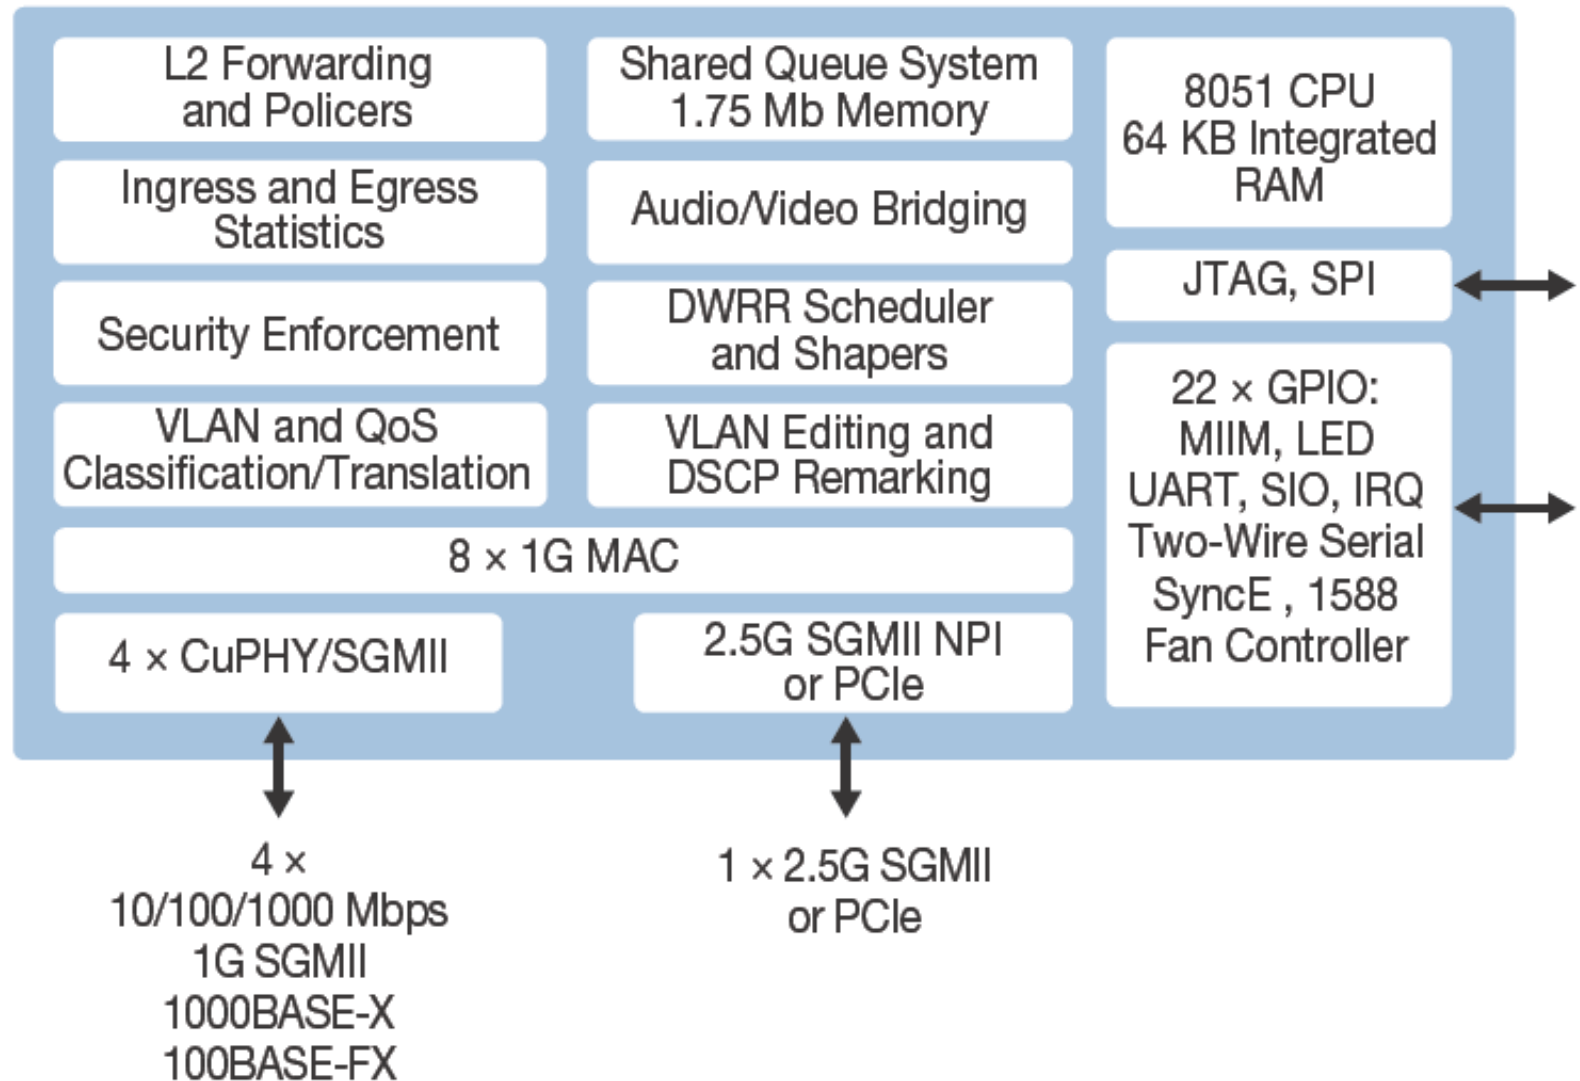 L2 Forwarding
and Policers
Shared Queue System
1.75 Mb Memory
8051 CPU
64 KB Integrated
RAM
Ingress and Egress
Statistics
Audio/Video Bridging
JTAG, SPI
Security Enforcement
DWRR Scheduler
and Shapers
22 × GPIO:
MIIM, LED
UART, SIO, IRQ
Two-Wire Serial
SyncE , 1588
Fan Controller
VLAN and QoS
Classification/Translation
VLAN Editing and
DSCP Remarking
8 × 1G MAC
4 × CuPHY/SGMII
2.5G SGMII NPI
or PCIe
4 ×
10/100/1000 Mbps
1G SGMII
1000BASE-X
100BASE-FX
1 × 2.5G SGMII
or PCIe